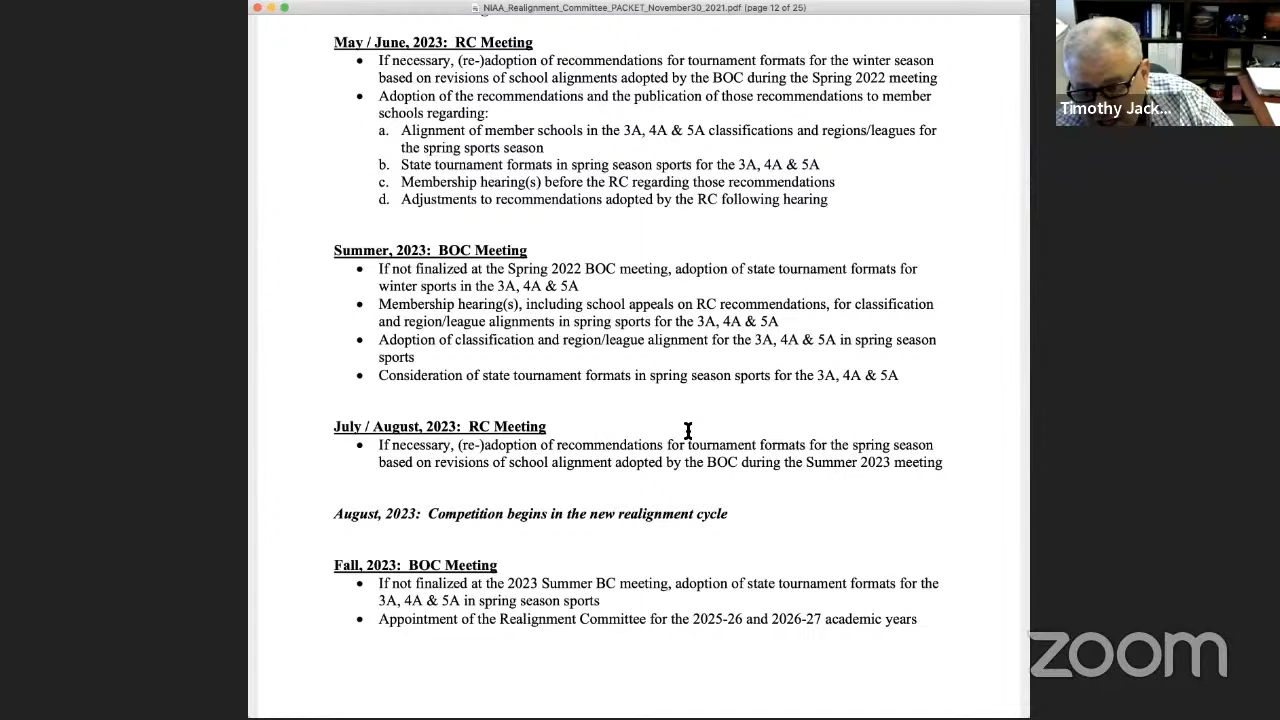 NIAA_Realignment_Committee_PACKET_November30_2021.pdf (page 12 of 25)
May / June, 2023: RC Meeting
• If necessary, (re-)adoption of recommendations for tournament formats for the winter season
based on revisions of school alignments adopted by the BOC during the Spring 2022 meeting
• Adoption of the recommendations and the publication of those recommendations to member
schools regarding:
a. Alignment of member schools in the 3A, 4A & 5A classifications and regions/leagues for
the spring sports season
b. State tournament formats in spring season sports for the 3A, 4A & 5A
c. Membership hearing(s) before the RC regarding those recommendations
d. Adjustments to recommendations adopted by the RC following hearing
Summer, 2023: BOC Meeting
• If not finalized at the Spring 2022 BOC meeting, adoption of state tournament formats for
winter sports in the 3A, 4A & 5A
• Membership hearing(s), including school appeals on RC recommendations, for classification
and region/league alignments in spring sports for the 3A, 4A & 5A
• Adoption of classification and region/league alignment for the 3A, 4A & 5A in spring season
sports
• Consideration of state tournament formats in spring season sports for the 3A, 4A & 5A
July / August, 2023: RC Meeting
• If necessary, (re-)adoption of recommendations for tournament formats for the spring season
based on revisions of school alignment adopted by the BOC during the Summer 2023 meeting
August, 2023: Competition begins in the new realignment cycle
Fall, 2023: BOC Meeting
• If not finalized at the 2023 Summer BC meeting, adoption of state tournament formats for the
3A, 4A & 5A in spring season sports
• Appointment of the Realignment Committee for the 2025-26 and 2026-27 academic years
Timothy Jack...
zoom